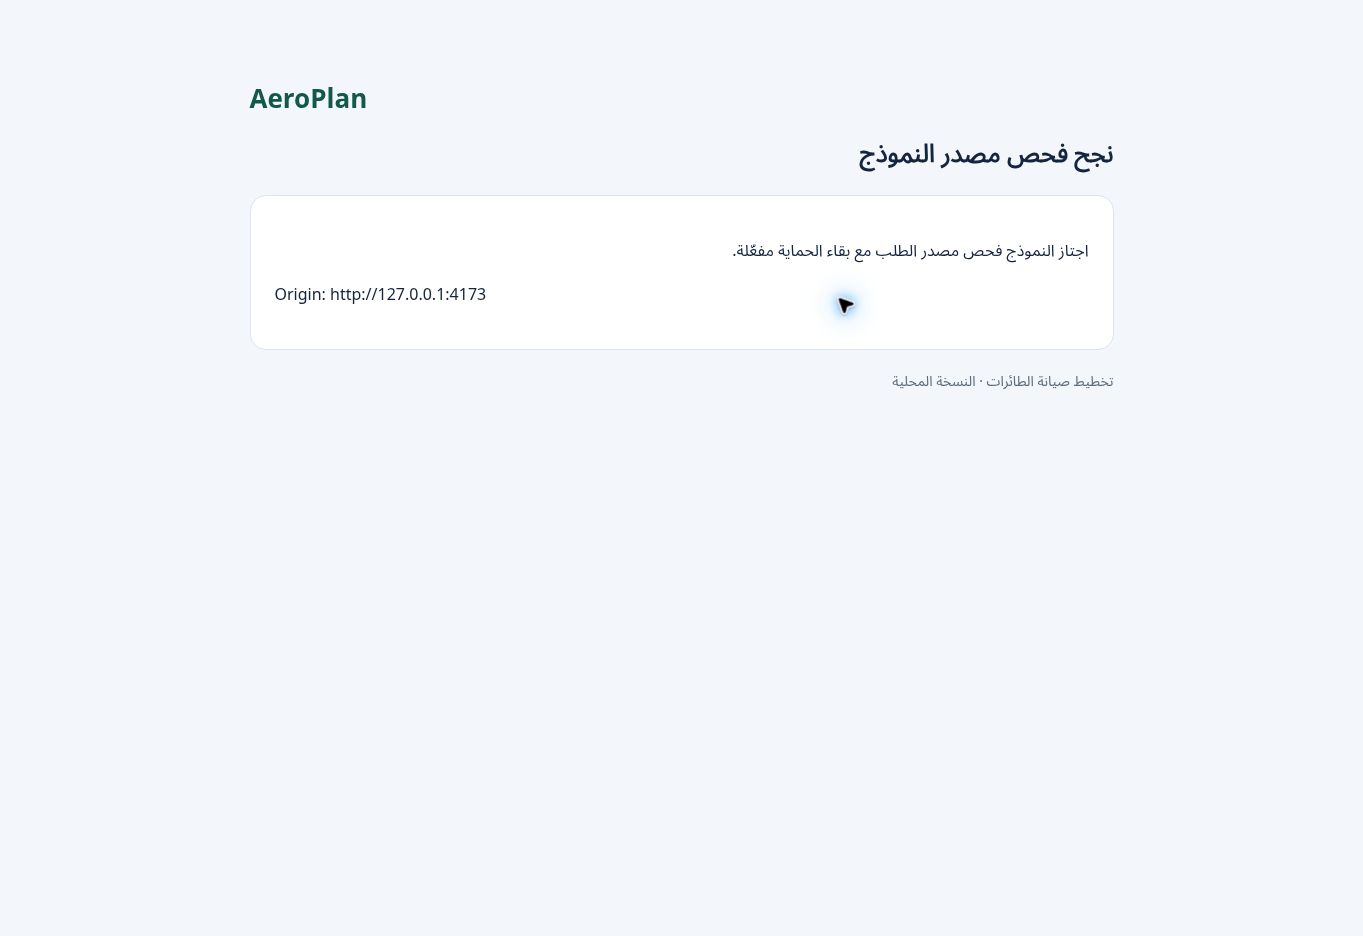 AeroPlan
نجح فحص مصدر النموذج
اجتاز النموذج فحص مصدر الطلب مع بقاء الحماية مفعّلة.
Origin: http://127.0.0.1:4173
تخطيط صيانة الطائرات · النسخة المحلية